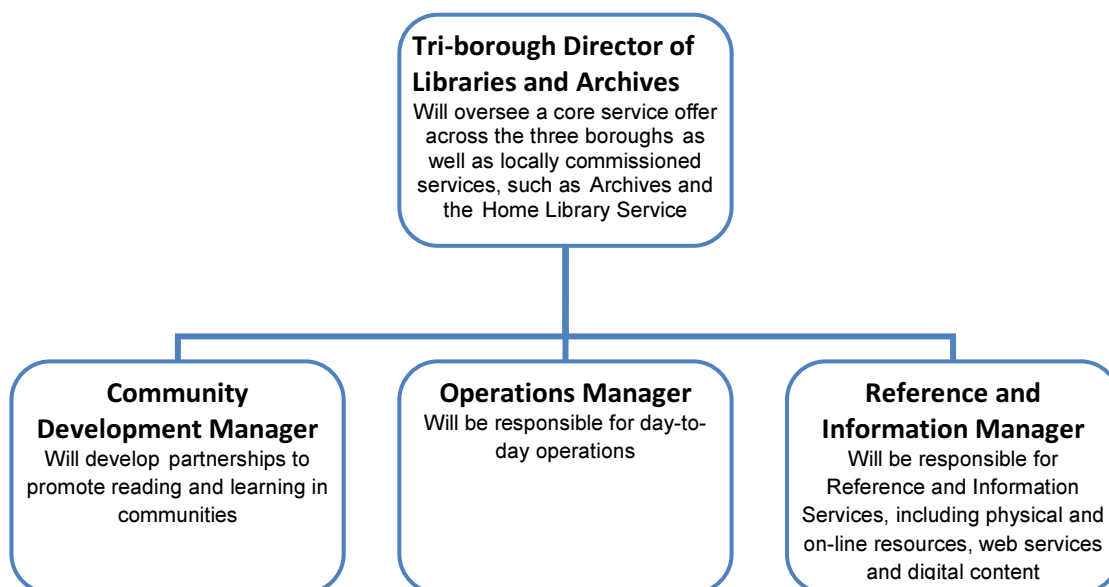 Tri-borough Director of
Libraries and Archives
Will oversee a core service offer
across the three boroughs as
well as locally commissioned
services, such as Archives and
the Home Library Service
Community
Development Manager
Will develop partnerships to
promote reading and learning in
communities
Operations Manager
Will be responsible for day-to-
day operations
Reference and
Information Manager
Will be responsible for
Reference and Information
Services, including physical and
on-line resources, web services
and digital content